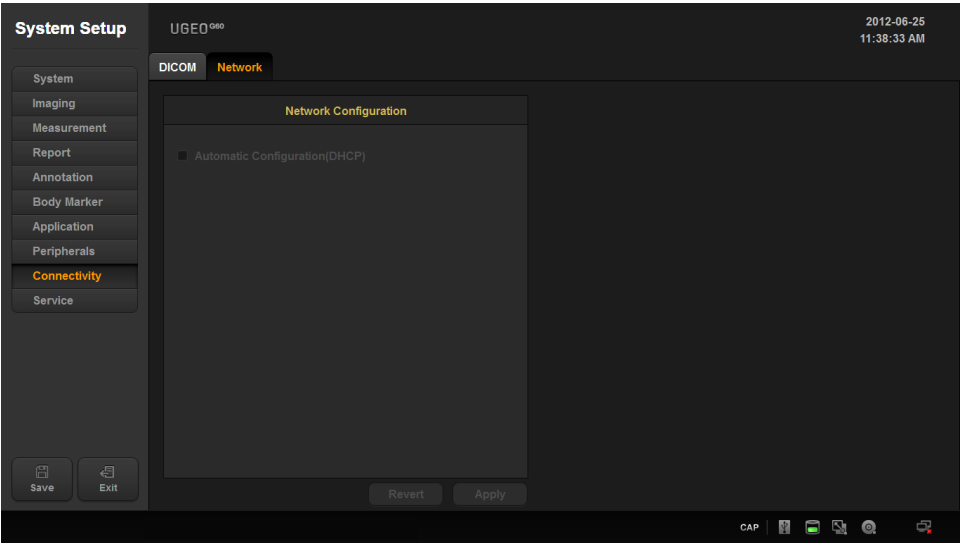 System Setup
UGEO G60
2012-06-25
11:38:33 AM
DICOM
Network
System
Imaging
Measurement
Report
Annotation
Body Marker
Application
Peripherals
Connectivity
Service
Network Configuration
Automatic Configuration(DHCP)
Revert
Apply
Save
Exit
CAP